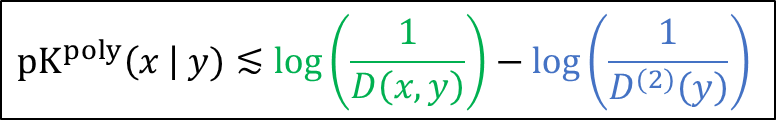 pK^poly(x | y) ≲ log(1/D(x, y)) − log(1/D^(2)(y))